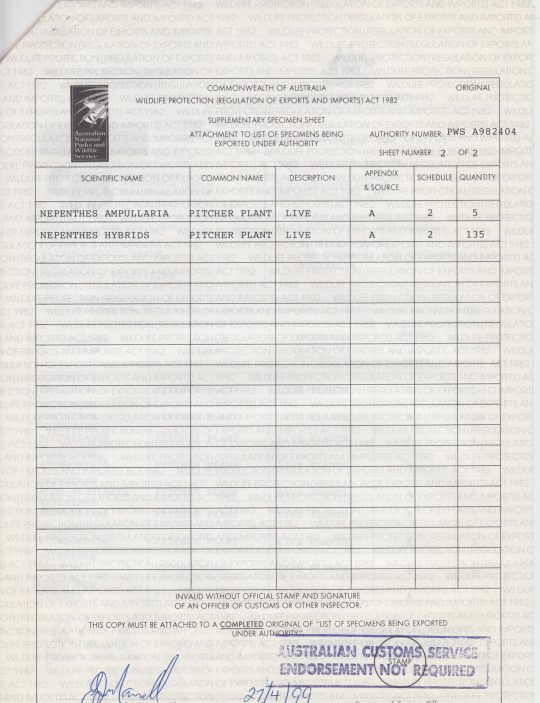 COMMONWEALTH OF AUSTRALIA
ORIGINAL
WILDLIFE PROTECTION (REGULATION OF EXPORTS AND IMPORTS) ACT 1982
SUPPLEMENTARY SPECIMEN SHEET
ATTACHMENT TO LIST OF SPECIMENS BEING
EXPORTED UNDER AUTHORITY
AUTHORITY NUMBER: PWS A982404
SHEET NUMBER 2 OF 2
Australian
National
Parks and
Wildlife
Service
SCIENTIFIC NAME COMMON NAME DESCRIPTION APPENDIX & SOURCE SCHEDULE QUANTITY
NEPENTHES AMPULLARIA PITCHER PLANT LIVE A 2 5
NEPENTHES HYBRIDS PITCHER PLANT LIVE A 2 135
INVALID WITHOUT OFFICIAL STAMP AND SIGNATURE
OF AN OFFICER OF CUSTOMS OR OTHER INSPECTOR.
THIS COPY MUST BE ATTACHED TO A COMPLETED ORIGINAL OF "LIST OF SPECIMENS BEING EXPORTED
UNDER AUTHORITY"
AUSTRALIAN CUSTOMS SERVICE
STAMP
ENDORSEMENT NOT REQUIRED
27/4/99